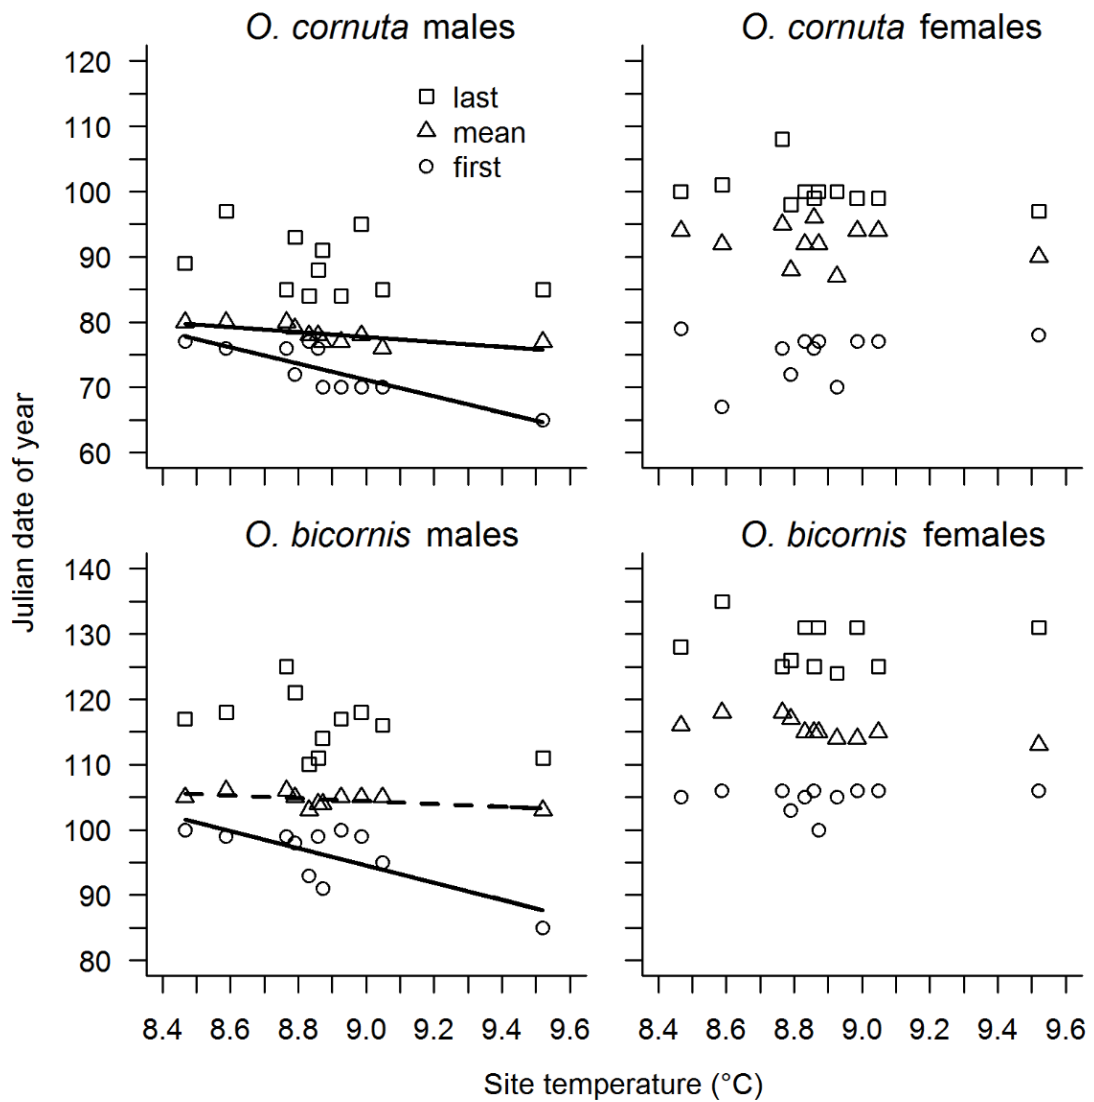 O. cornuta males
O. cornuta females
120
110
100
90
80
70
60
last
mean
first
Julian date of year
O. bicornis males
O. bicornis females
140
130
120
110
100
90
80
8.4 8.6 8.8 9.0 9.2 9.4 9.6
8.4 8.6 8.8 9.0 9.2 9.4 9.6
Site temperature (°C)